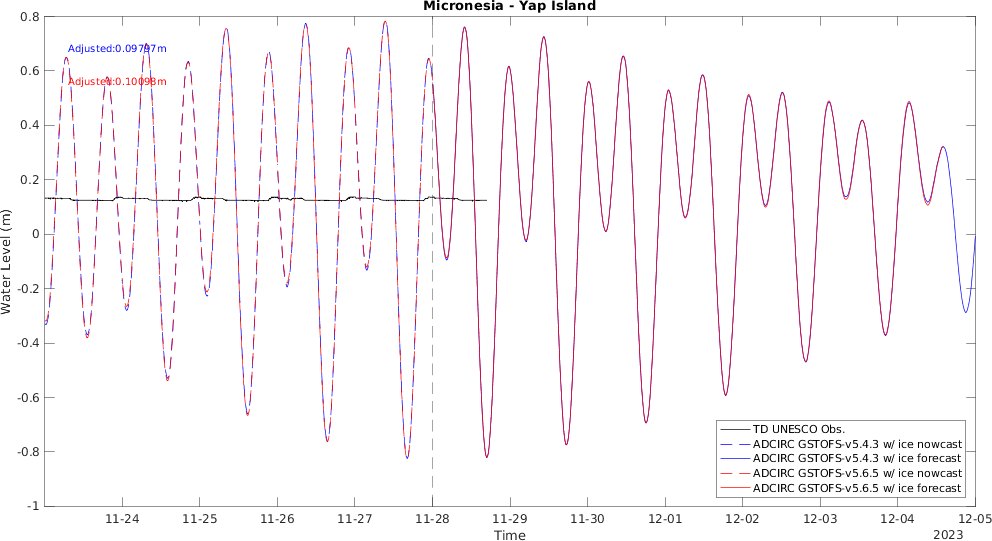 Micronesia - Yap Island
Adjusted:0.09797m
Adjusted:0.10098m
Water Level (m)
0.8
0.6
0.4
0.2
0
-0.2
-0.4
-0.6
-0.8
-1
11-24 11-25 11-26 11-27 11-28 11-29 11-30 12-01 12-02 12-03 12-04 12-05
Time
2023
TD UNESCO Obs.
ADCIRC GSTOFS-v5.4.3 w/ ice nowcast
ADCIRC GSTOFS-v5.4.3 w/ ice forecast
ADCIRC GSTOFS-v5.6.5 w/ ice nowcast
ADCIRC GSTOFS-v5.6.5 w/ ice forecast